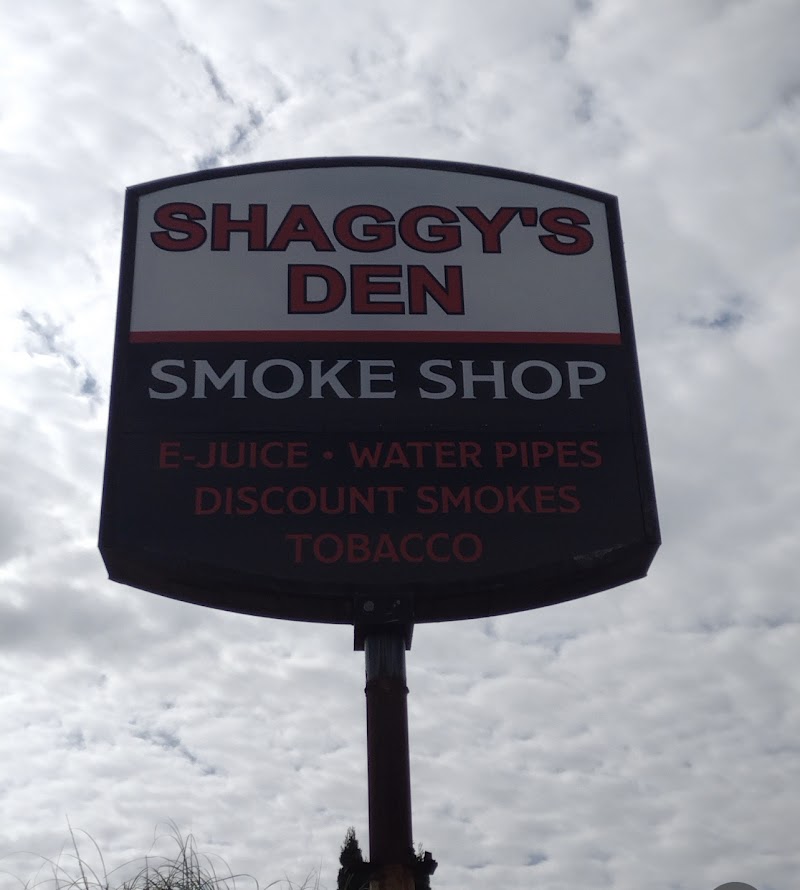 SHAGGY'S
DEN
SMOKE SHOP
E-JUICE • WATER PIPES
DISCOUNT SMOKES
TOBACCO